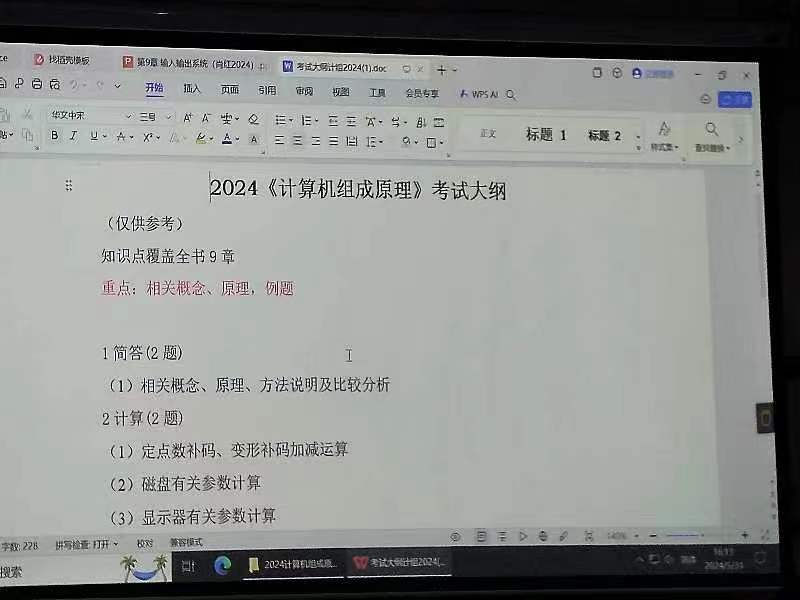 找稻壳模板
第9章 输入输出系统（肖红2024）
考试大纲计组2024(1).doc
开始 插入 页面 引用 审阅 视图 工具 会员专享 WPS AI
华文中宋 三号
正文 标题 1 标题 2 样式集 查找替换
2024《计算机组成原理》考试大纲
（仅供参考）
知识点覆盖全书 9 章
重点：相关概念、原理，例题
1 简答(2 题)
（1）相关概念、原理、方法说明及比较分析
2 计算(2 题)
（1）定点数补码、变形补码加减运算
（2）磁盘有关参数计算
（3）显示器有关参数计算
字数: 228 拼写检查: 打开 校对 兼容模式 140%
搜索 2024计算机组成原... 考试大纲计组2024(... 16:13
2024/5/31